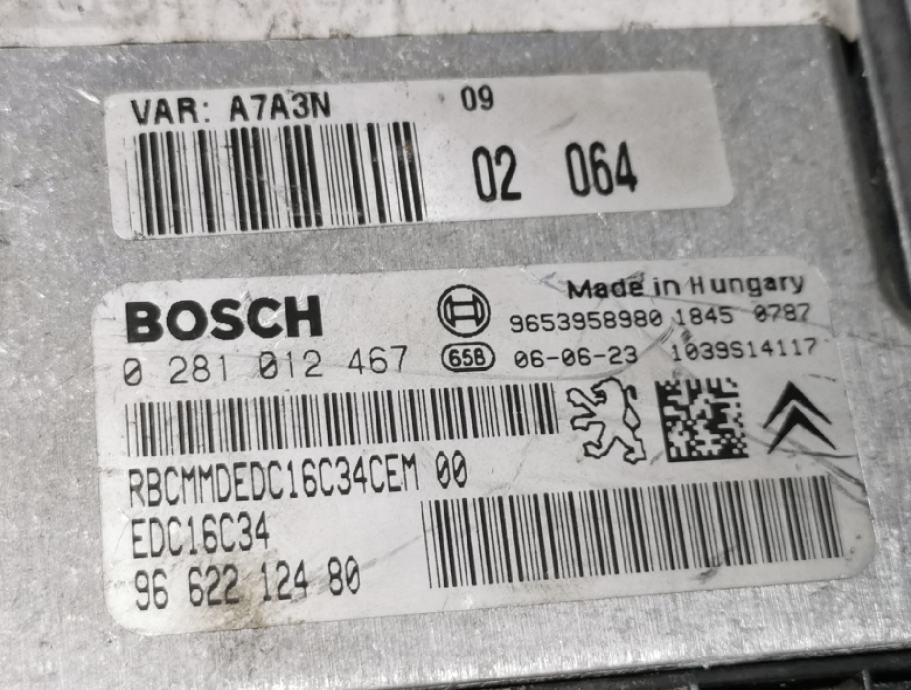 VAR: A7A3N 09
02 064
Made in Hungary
BOSCH
9653958980 1845 0787
0 281 012 467 65B 06-06-23 1039S14117
RBCMMDEDC16C34CEM 00
EDC16C34
96 622 124 80